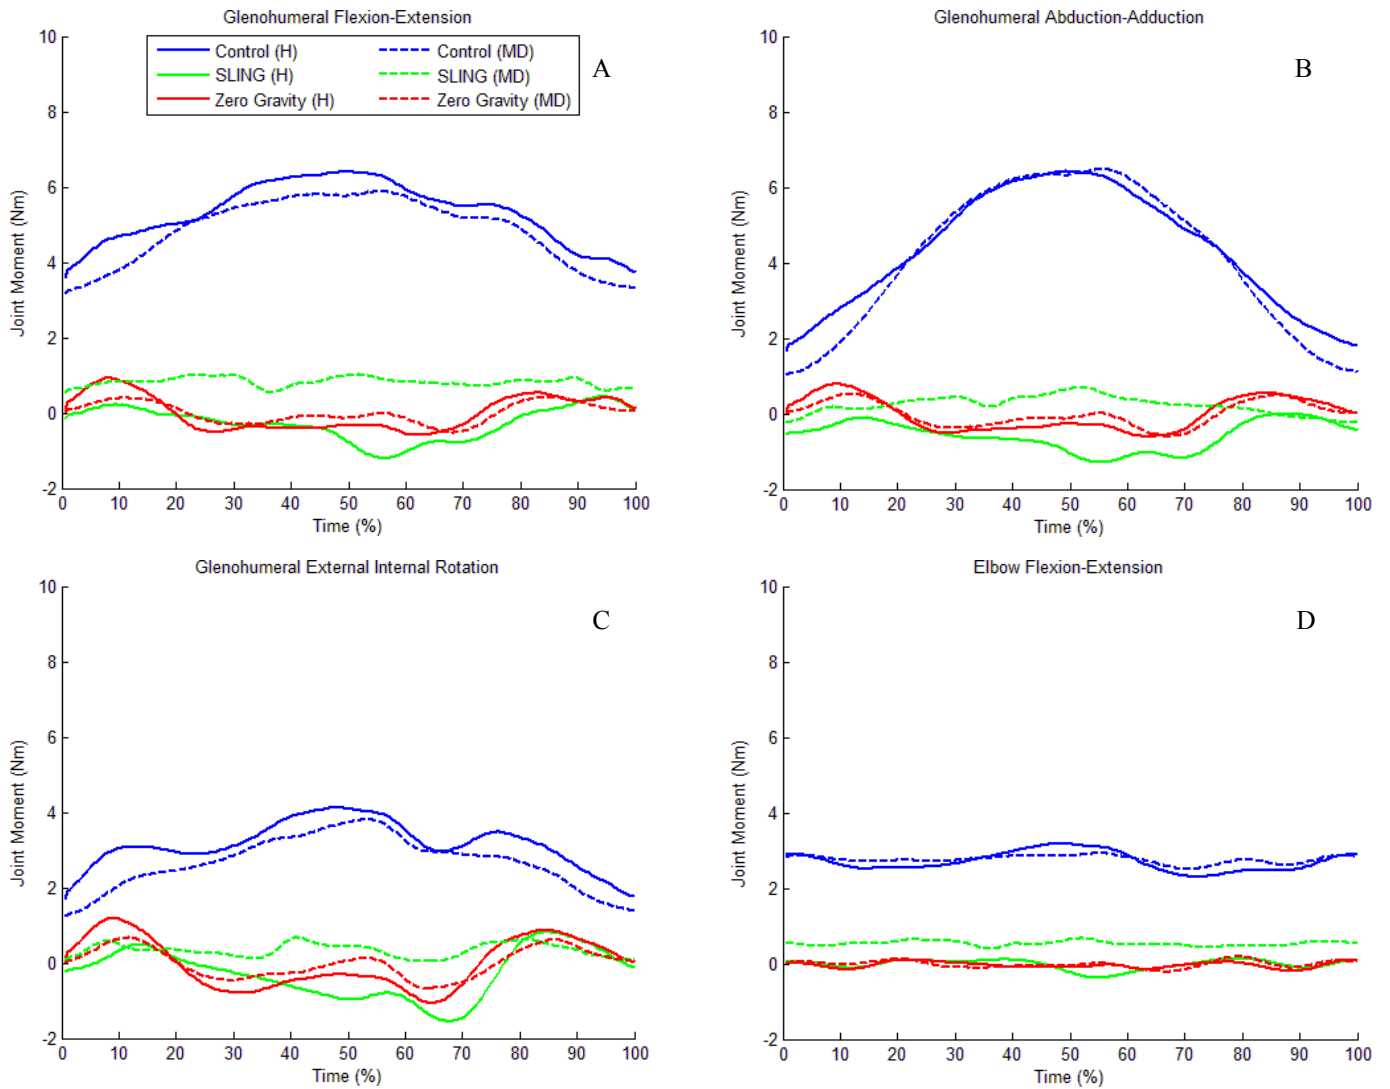 Glenohumeral Flexion-Extension
10
8
6
4
2
0
-2
Joint Moment (Nm)
Control (H)
SLING (H)
Zero Gravity (H)
Control (MD)
SLING (MD)
Zero Gravity (MD)
A
0 10 20 30 40 50 60 70 80 90 100
Time (%)
Glenohumeral Abduction-Adduction
10
8
6
4
2
0
-2
Joint Moment (Nm)
B
0 10 20 30 40 50 60 70 80 90 100
Time (%)
Glenohumeral External Internal Rotation
10
8
6
4
2
0
-2
Joint Moment (Nm)
C
0 10 20 30 40 50 60 70 80 90 100
Time (%)
Elbow Flexion-Extension
10
8
6
4
2
0
-2
Joint Moment (Nm)
D
0 10 20 30 40 50 60 70 80 90 100
Time (%)